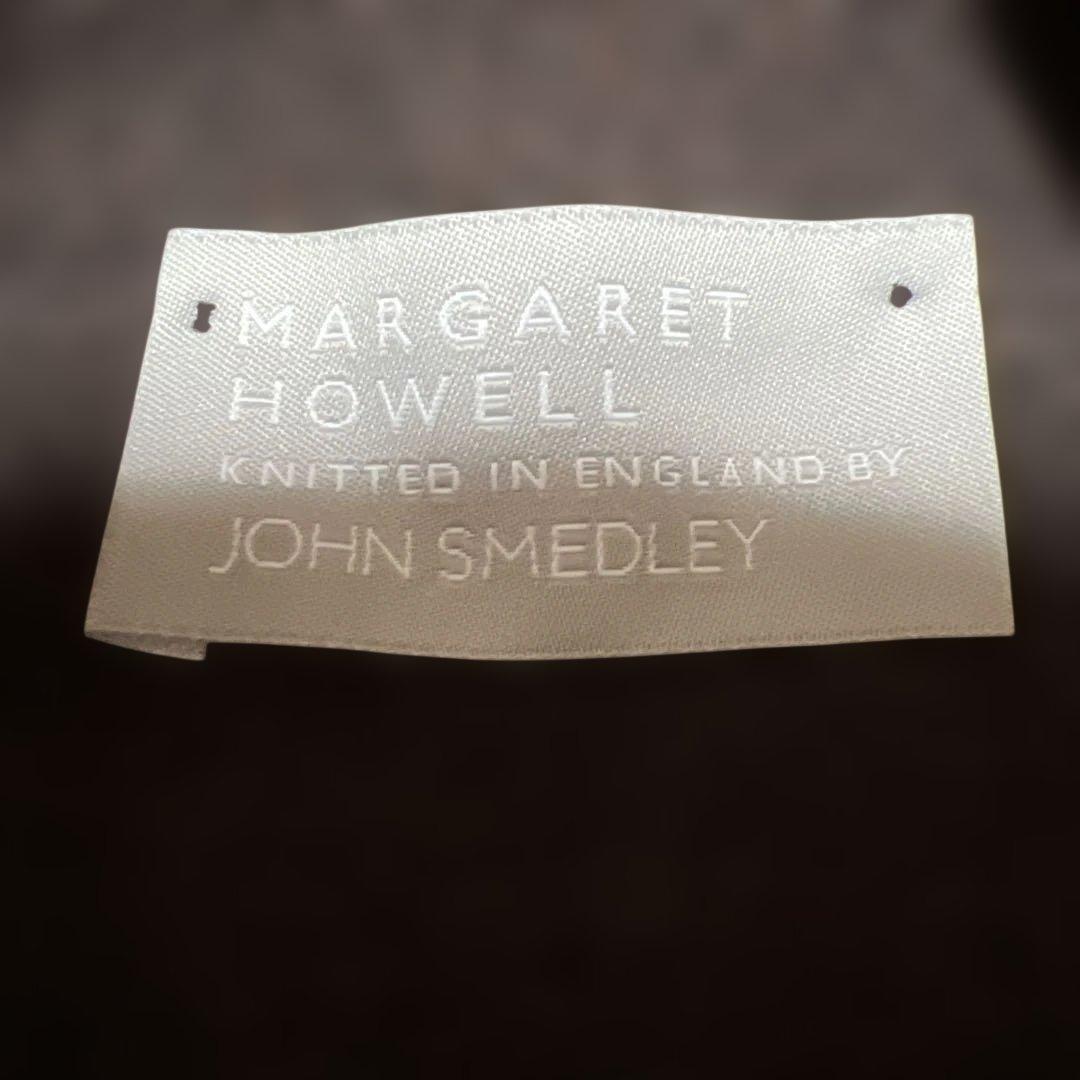 MARGARET
HOWELL
KNITTED IN ENGLAND BY
JOHN SMEDLEY